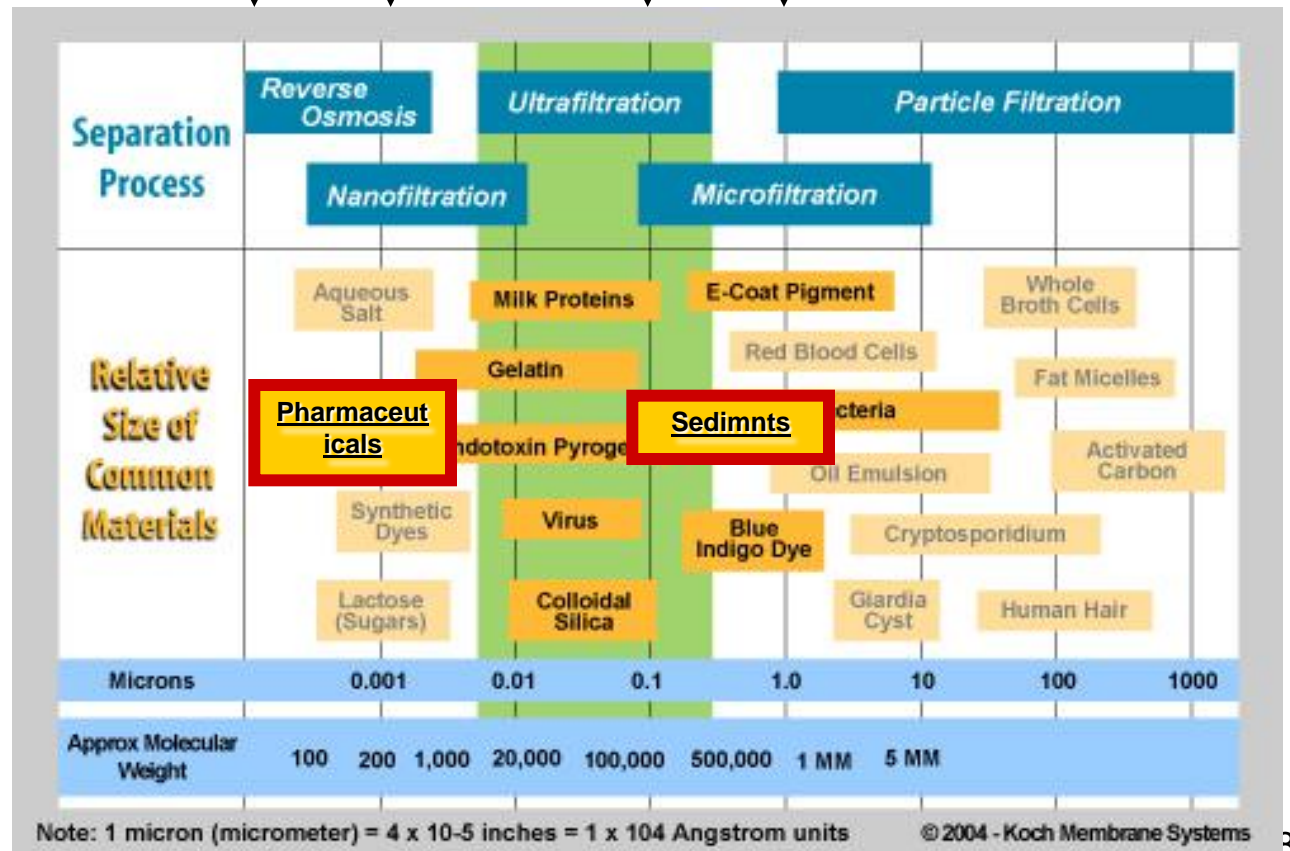 Reverse
Osmosis
Ultrafiltration
Particle Filtration
Separation
Process
Nanofiltration
Microfiltration
Aqueous
Salt
Milk Proteins
E-Coat Pigment
Whole
Broth Cells
Red Blood Cells
Relative
Size of
Common
Materials
Gelatin
Fat Micelles
Pharmaceut
icals
Sedimnts
cteria
ndotoxin Pyroge
Activated
Carbon
Oil Emulsion
Synthetic
Dyes
Virus
Blue
Indigo Dye
Cryptosporidium
Lactose
(Sugars)
Colloidal
Silica
Giardia
Cyst
Human Hair
Microns 0.001 0.01 0.1 1.0 10 100 1000
Approx Molecular
Weight
100 200 1,000 20,000 100,000 500,000 1 MM 5 MM
Note: 1 micron (micrometer) = 4 x 10-5 inches = 1 x 104 Angstrom units © 2004 - Koch Membrane Systems